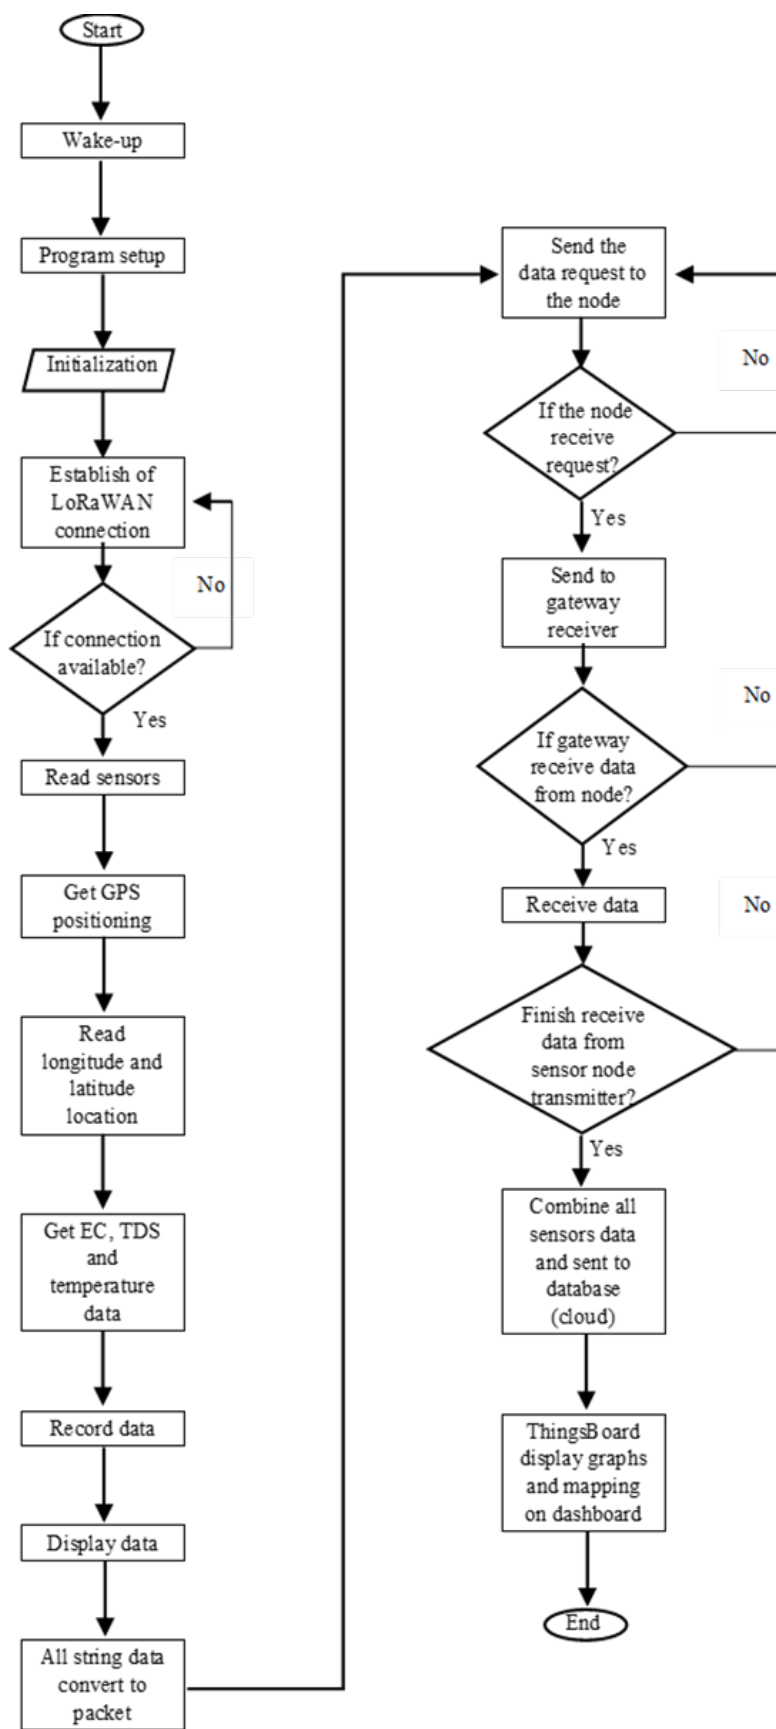 Start
Wake-up
Program setup
Initialization
Establish of
LoRaWAN
connection
No
If connection
available?
Yes
Read sensors
Get GPS
positioning
Read
longitude and
latitude
location
Get EC, TDS
and
temperature
data
Record data
Display data
All string data
convert to
packet
Send the
data request to
the node
No
If the node
receive
request?
Yes
Send to
gateway
receiver
No
If gateway
receive data
from node?
Yes
Receive data
No
Finish receive
data from
sensor node
transmitter?
Yes
Combine all
sensors data
and sent to
database
(cloud)
ThingsBoard
display graphs
and mapping
on dashboard
End